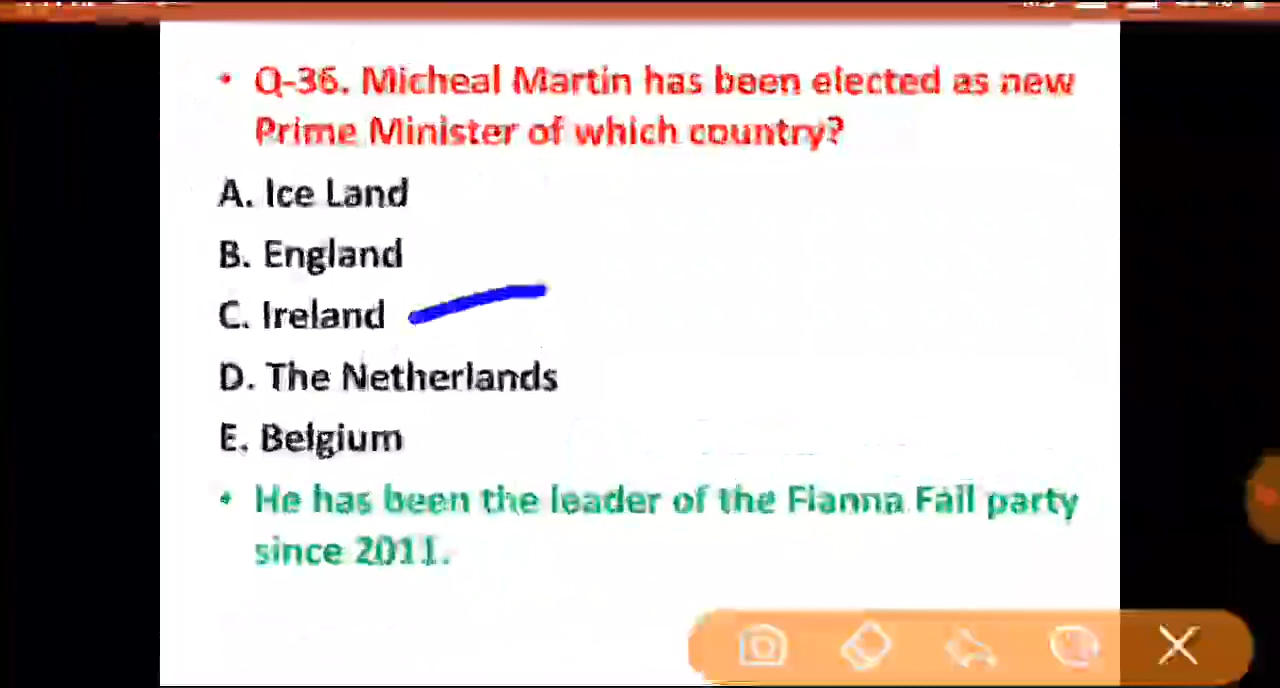 • Q-36. Micheal Martin has been elected as new
Prime Minister of which country?
A. Ice Land
B. England
C. Ireland
D. The Netherlands
E. Belgium
• He has been the leader of the Fianna Fáil party
since 2011.